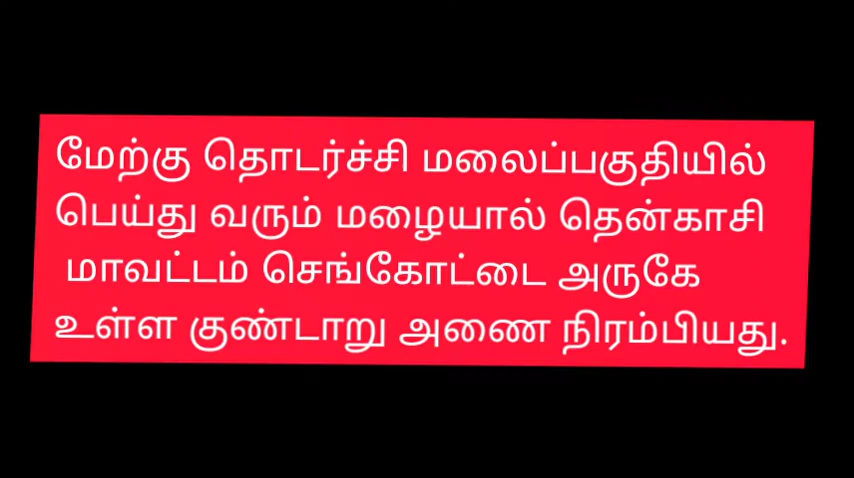 மேற்கு தொடர்ச்சி மலைப்பகுதியில்
பெய்து வரும் மழையால் தென்காசி
மாவட்டம் செங்கோட்டை அருகே
உள்ள குண்டாறு அணை நிரம்பியது.